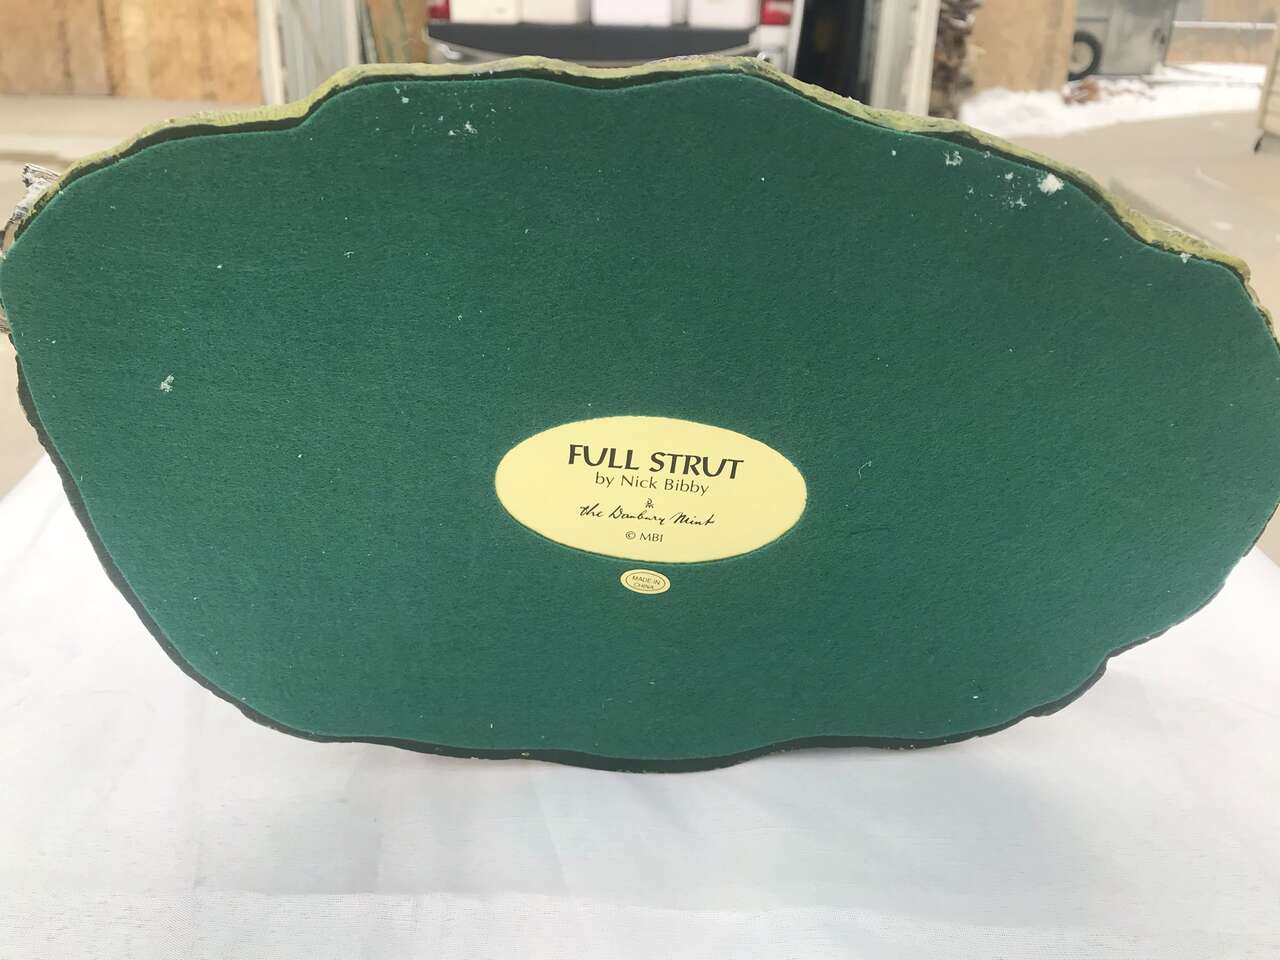 FULL STRUT
by Nick Bibby
the Danbury Mint
© MBI
MADE IN
CHINA